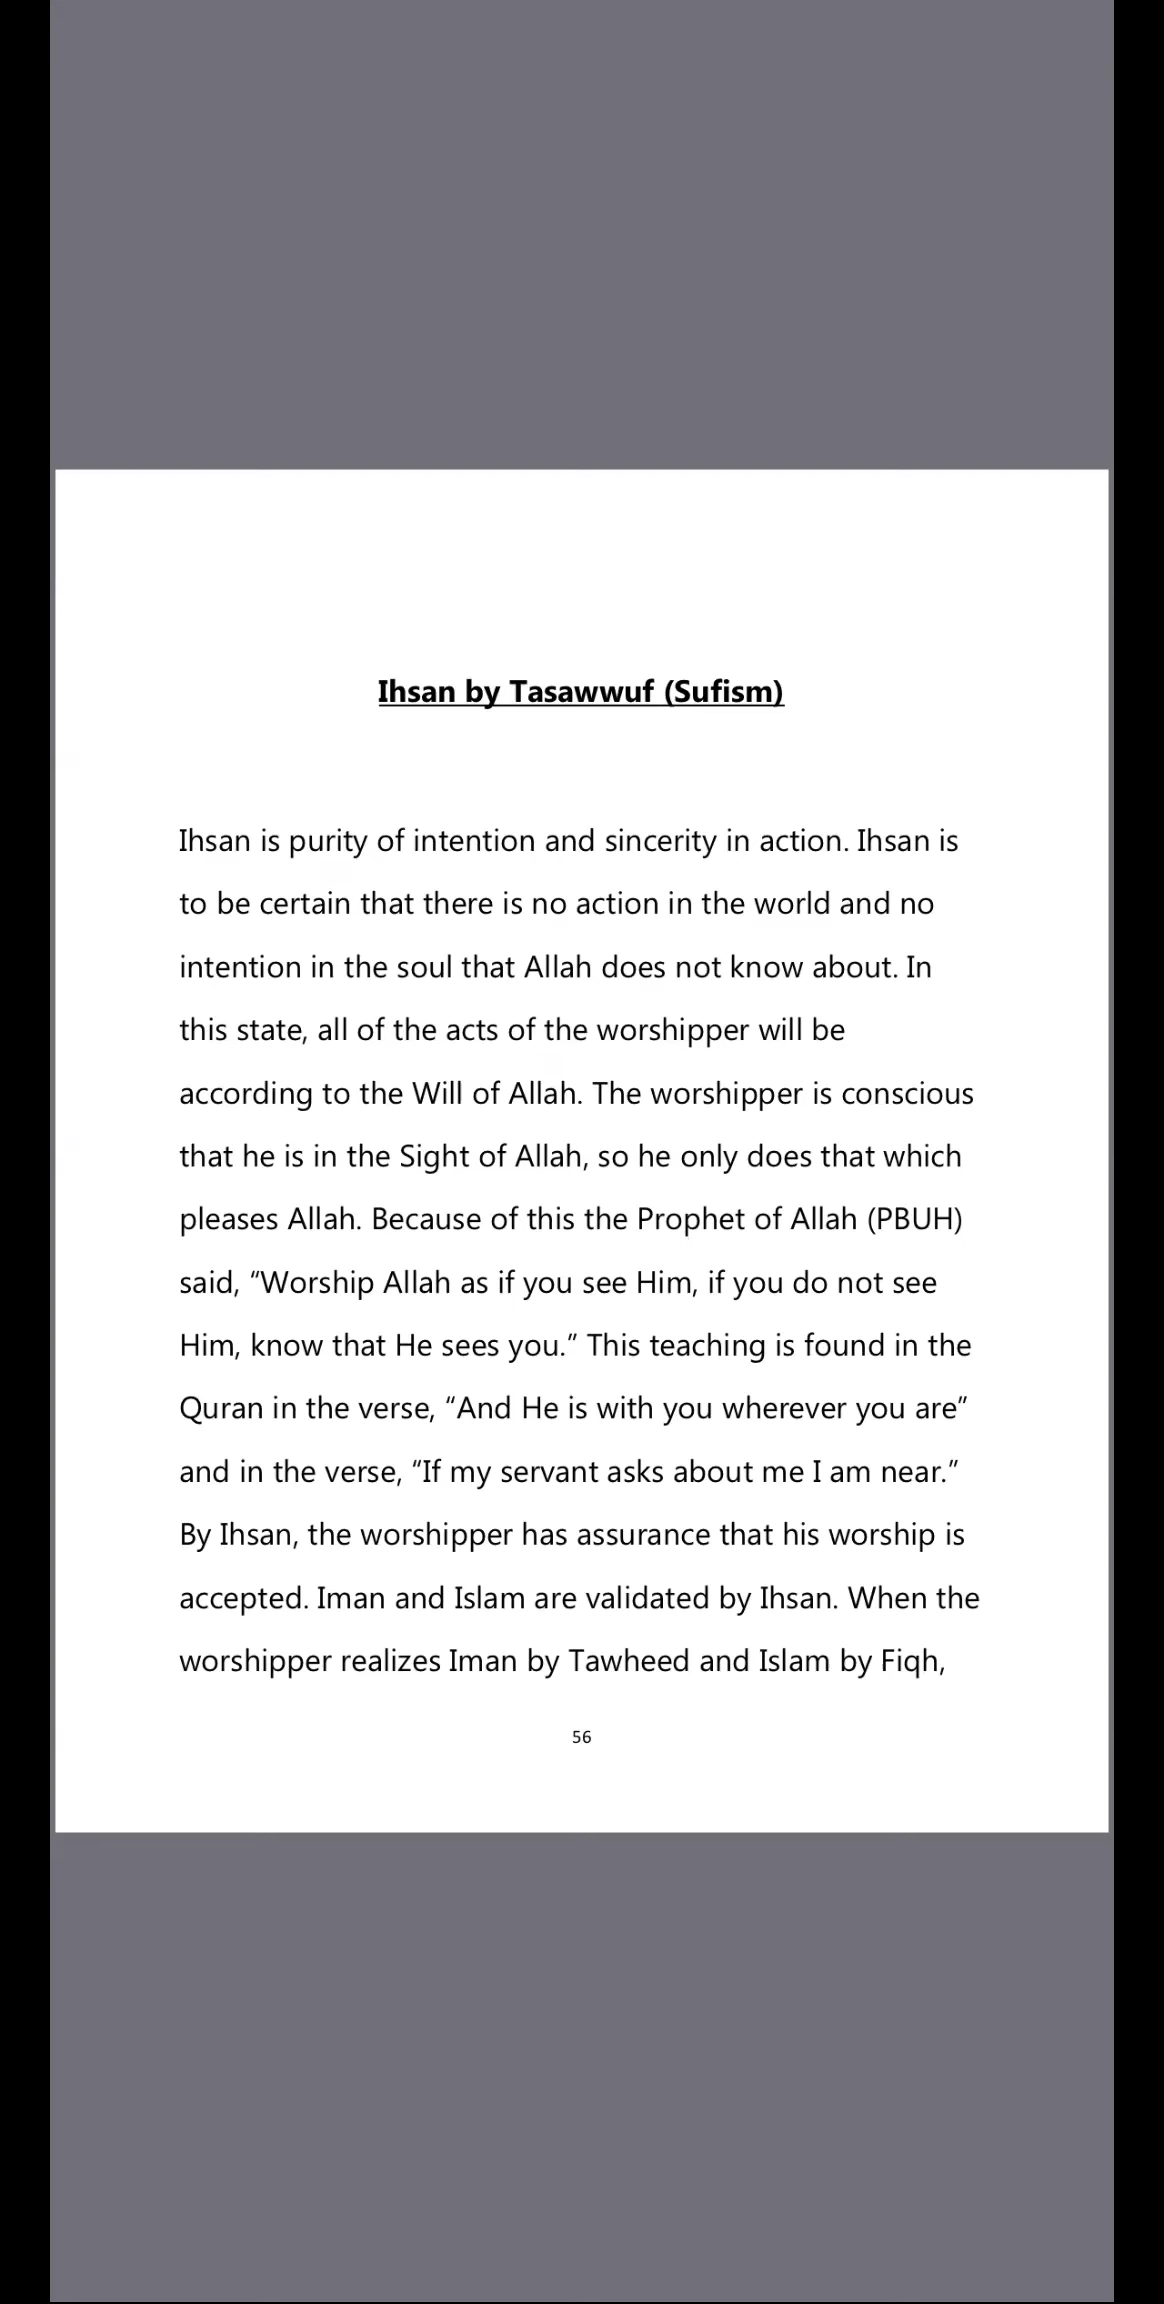 Ihsan by Tasawwuf (Sufism)
Ihsan is purity of intention and sincerity in action. Ihsan is
to be certain that there is no action in the world and no
intention in the soul that Allah does not know about. In
this state, all of the acts of the worshipper will be
according to the Will of Allah. The worshipper is conscious
that he is in the Sight of Allah, so he only does that which
pleases Allah. Because of this the Prophet of Allah (PBUH)
said, “Worship Allah as if you see Him, if you do not see
Him, know that He sees you.” This teaching is found in the
Quran in the verse, “And He is with you wherever you are”
and in the verse, “If my servant asks about me I am near.”
By Ihsan, the worshipper has assurance that his worship is
accepted. Iman and Islam are validated by Ihsan. When the
worshipper realizes Iman by Tawheed and Islam by Fiqh,
56